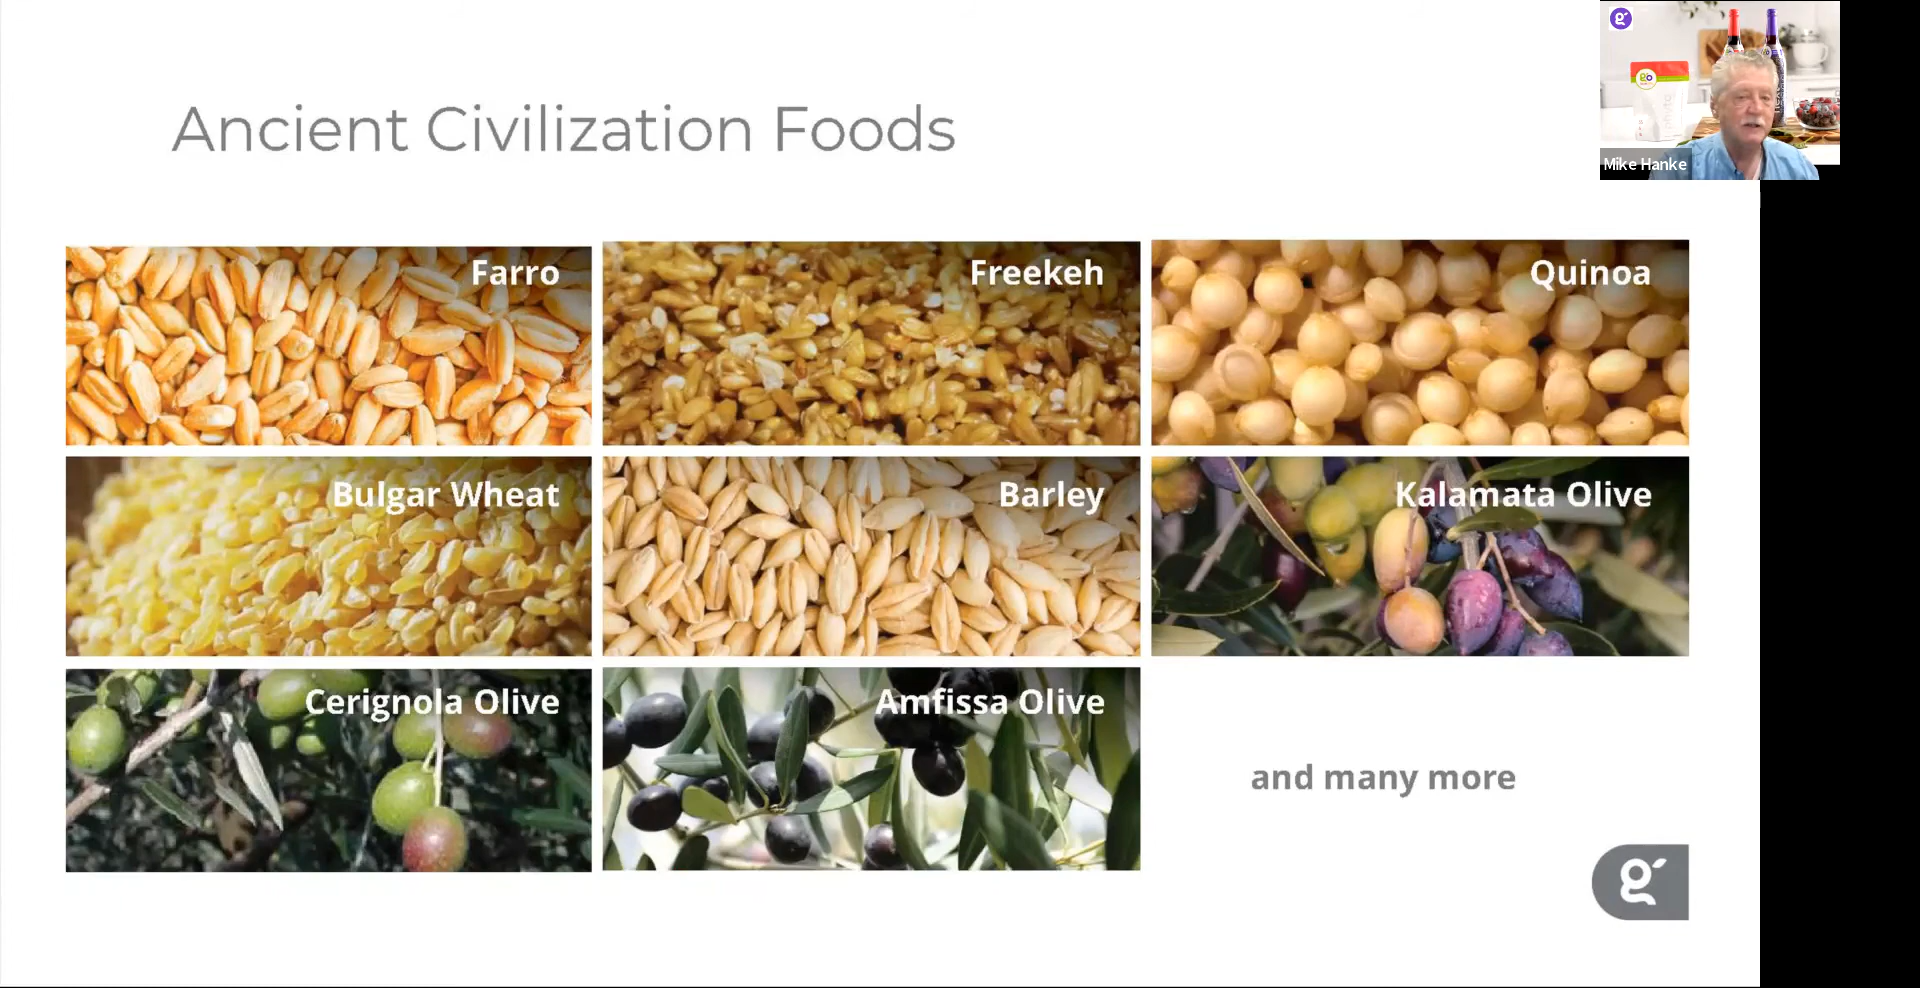 Ancient Civilization Foods
Mike Hanke
Farro
Freekeh
Quinoa
Bulgar Wheat
Barley
Kalamata Olive
Cerignola Olive
Amfissa Olive
and many more
g